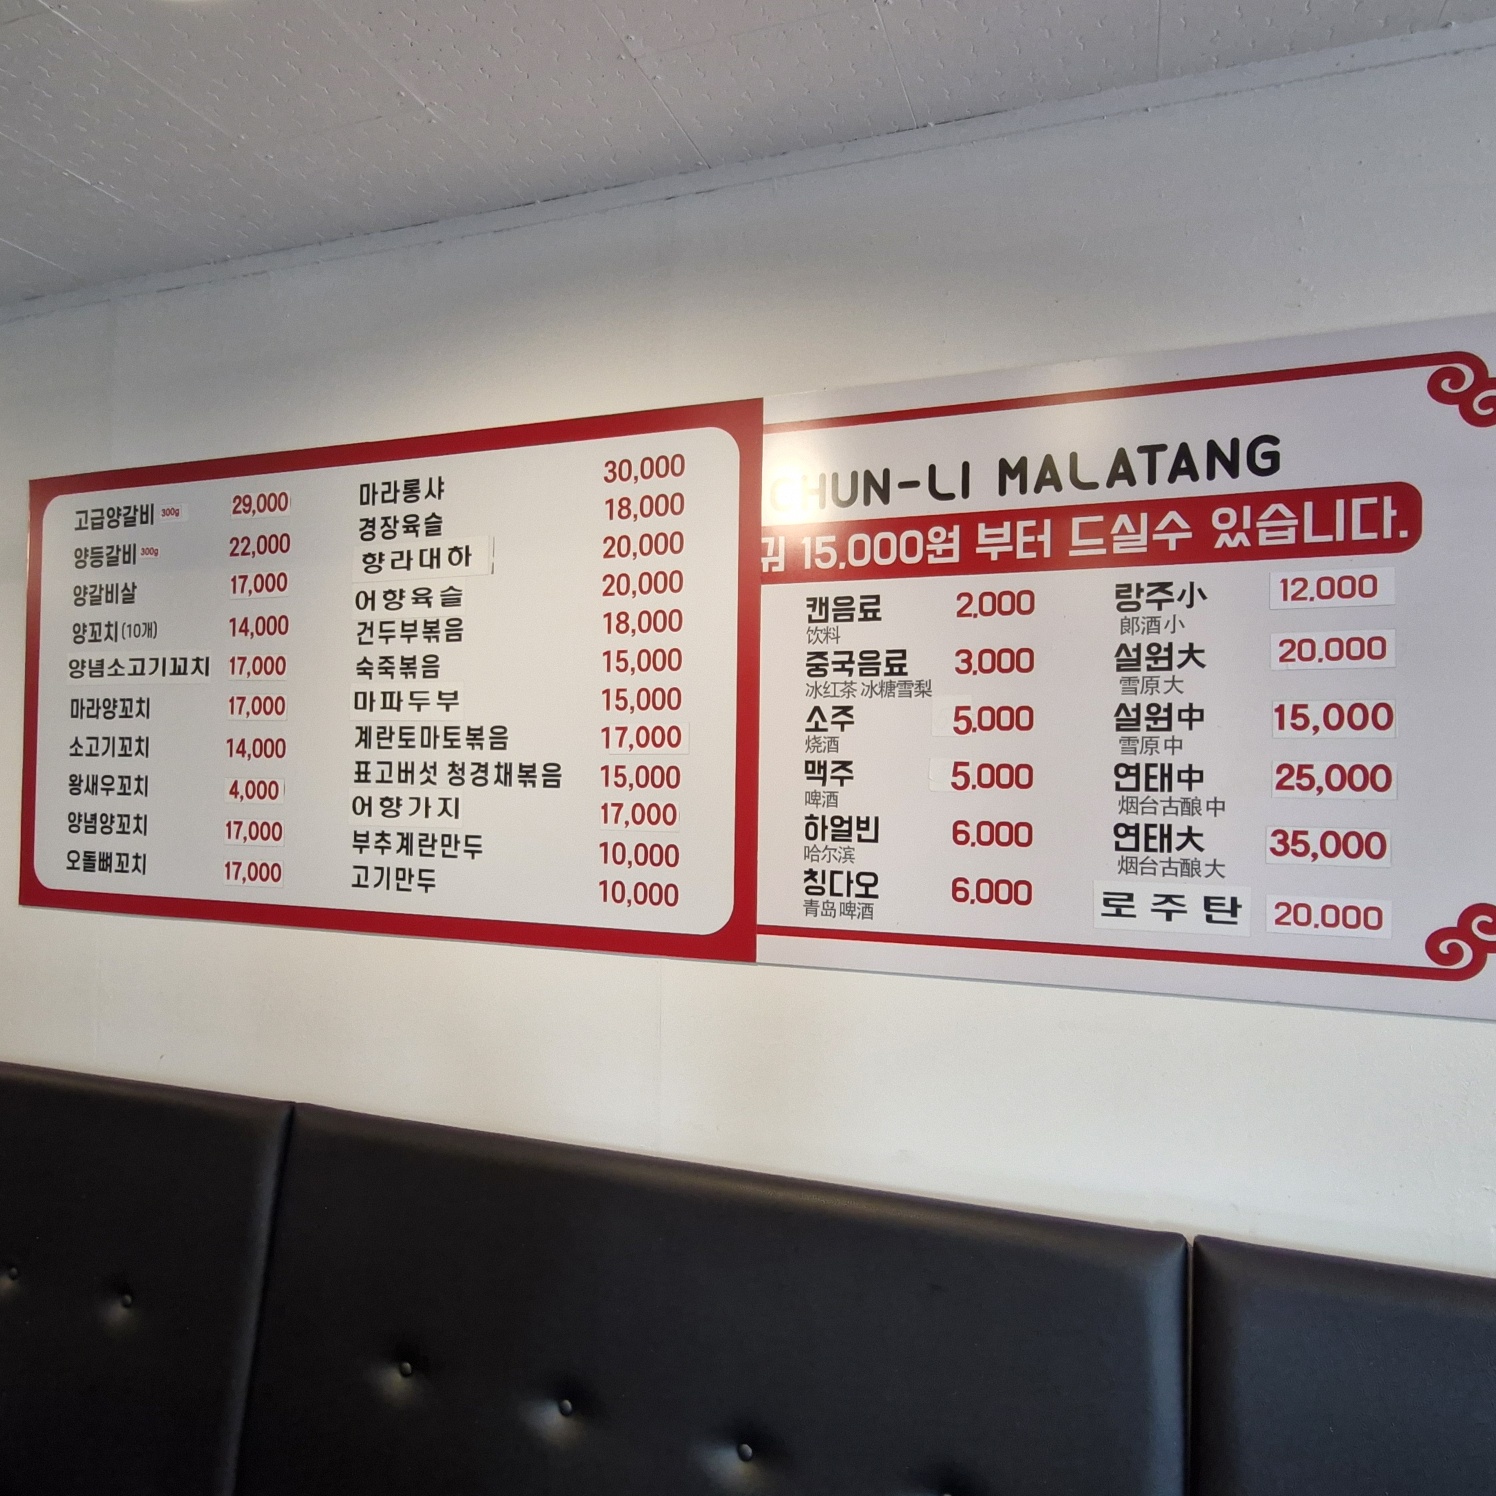 고급양갈비 300g 29,000
양등갈비 300g 22,000
양갈비살 17,000
양꼬치(10개) 14,000
양념소고기꼬치 17,000
마라양꼬치 17,000
소고기꼬치 14,000
왕새우꼬치 4,000
양념양꼬치 17,000
오돌뼈꼬치 17,000
마라롱샤 30,000
경장육슬 18,000
향라대하 20,000
어향육슬 20,000
건두부볶음 18,000
숙죽볶음 15,000
마파두부 15,000
계란토마토볶음 17,000
표고버섯 청경채볶음 15,000
어향가지 17,000
부추계란만두 10,000
고기만두 10,000
CHUN-LI MALATANG
15,000원 부터 드실수 있습니다.
캔음료 2,000
饮料
중국음료 3,000
冰红茶 冰糖雪梨
소주 5,000
烧酒
맥주 5,000
啤酒
하얼빈 6,000
哈尔滨
칭다오 6,000
青岛啤酒
랑주小 12,000
郎酒小
설원大 20,000
雪原大
설원中 15,000
雪原中
연태中 25,000
烟台古酿中
연태大 35,000
烟台古酿大
로주탄 20,000